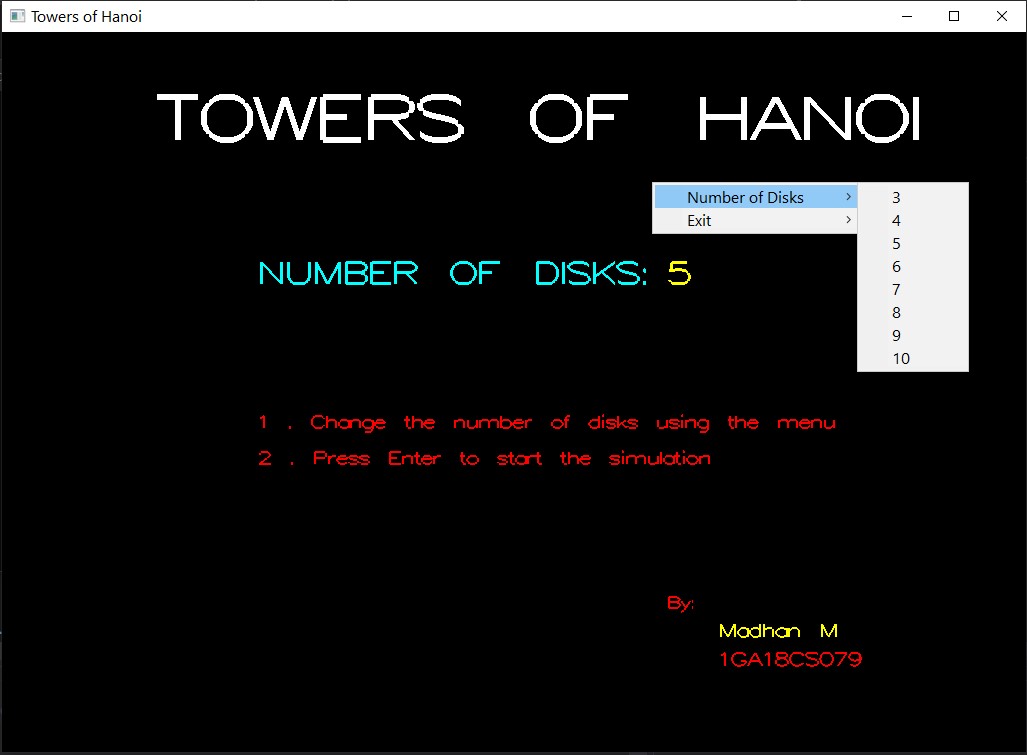 Towers of Hanoi
TOWERS OF HANOI
Number of Disks
Exit
3
4
5
6
7
8
9
10
NUMBER OF DISKS: 5
1 . Change the number of disks using the menu
2 . Press Enter to start the simulation
By:
Madhan M
1GA18CS079